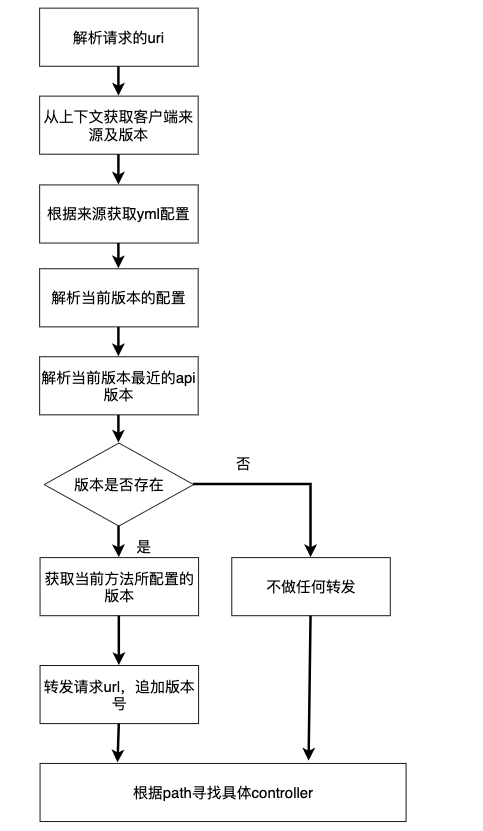 解析请求的uri
从上下文获取客户端来
源及版本
根据来源获取yml配置
解析当前版本的配置
解析当前版本最近的api
版本
版本是否存在
否
是
获取当前方法所配置的
版本
不做任何转发
转发请求url，追加版本
号
根据path寻找具体controller